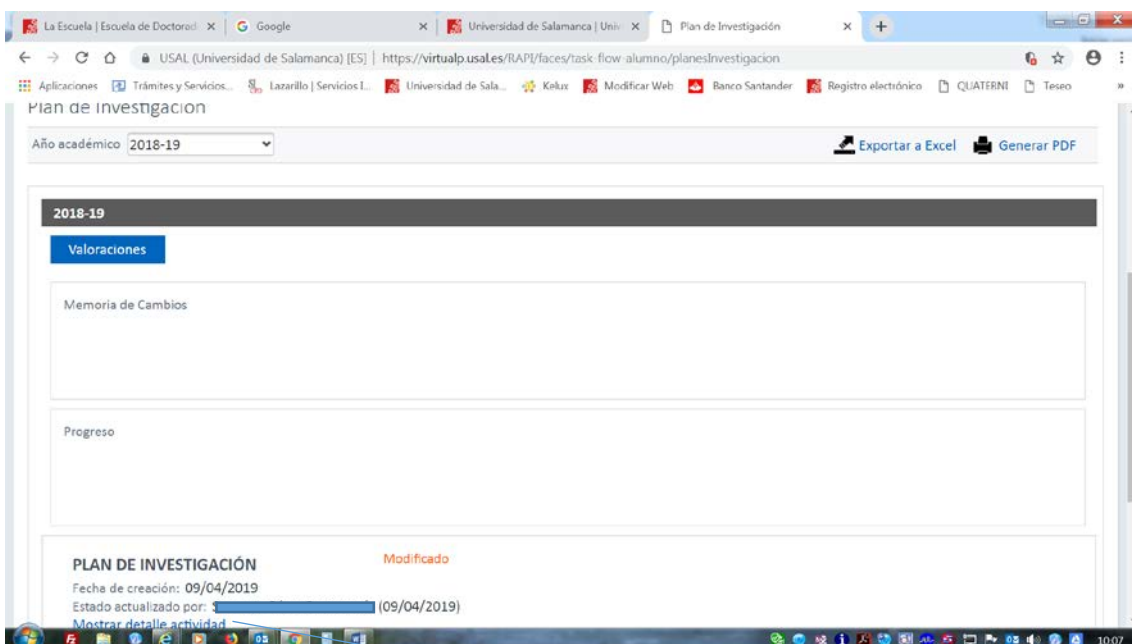 La Escuela | Escuela de Doctorad
Google
Universidad de Salamanca | Univ
Plan de Investigación
USAL (Universidad de Salamanca) [ES] | https://virtualp.usal.es/RAPI/faces/task-flow-alumno/planesInvestigacion
Aplicaciones
Trámites y Servicios...
Lazarillo | Servicios I...
Universidad de Sala...
Kelux
Modificar Web
Banco Santander
Registro electrónico
QUATERNI
Teseo
»
Plan de Investigación
Año académico 2018-19
Exportar a Excel
Generar PDF
2018-19
Valoraciones
Memoria de Cambios
Progreso
PLAN DE INVESTIGACIÓN
Modificado
Fecha de creación: 09/04/2019
Estado actualizado por: (09/04/2019)
Mostrar detalle actividad
10:07